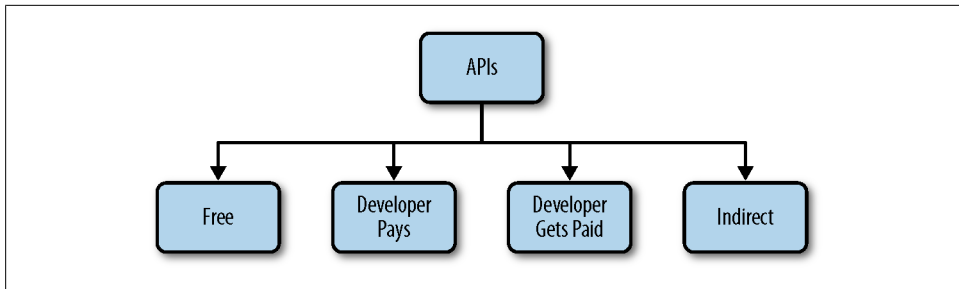 APIs
Free
Developer
Pays
Developer
Gets Paid
Indirect